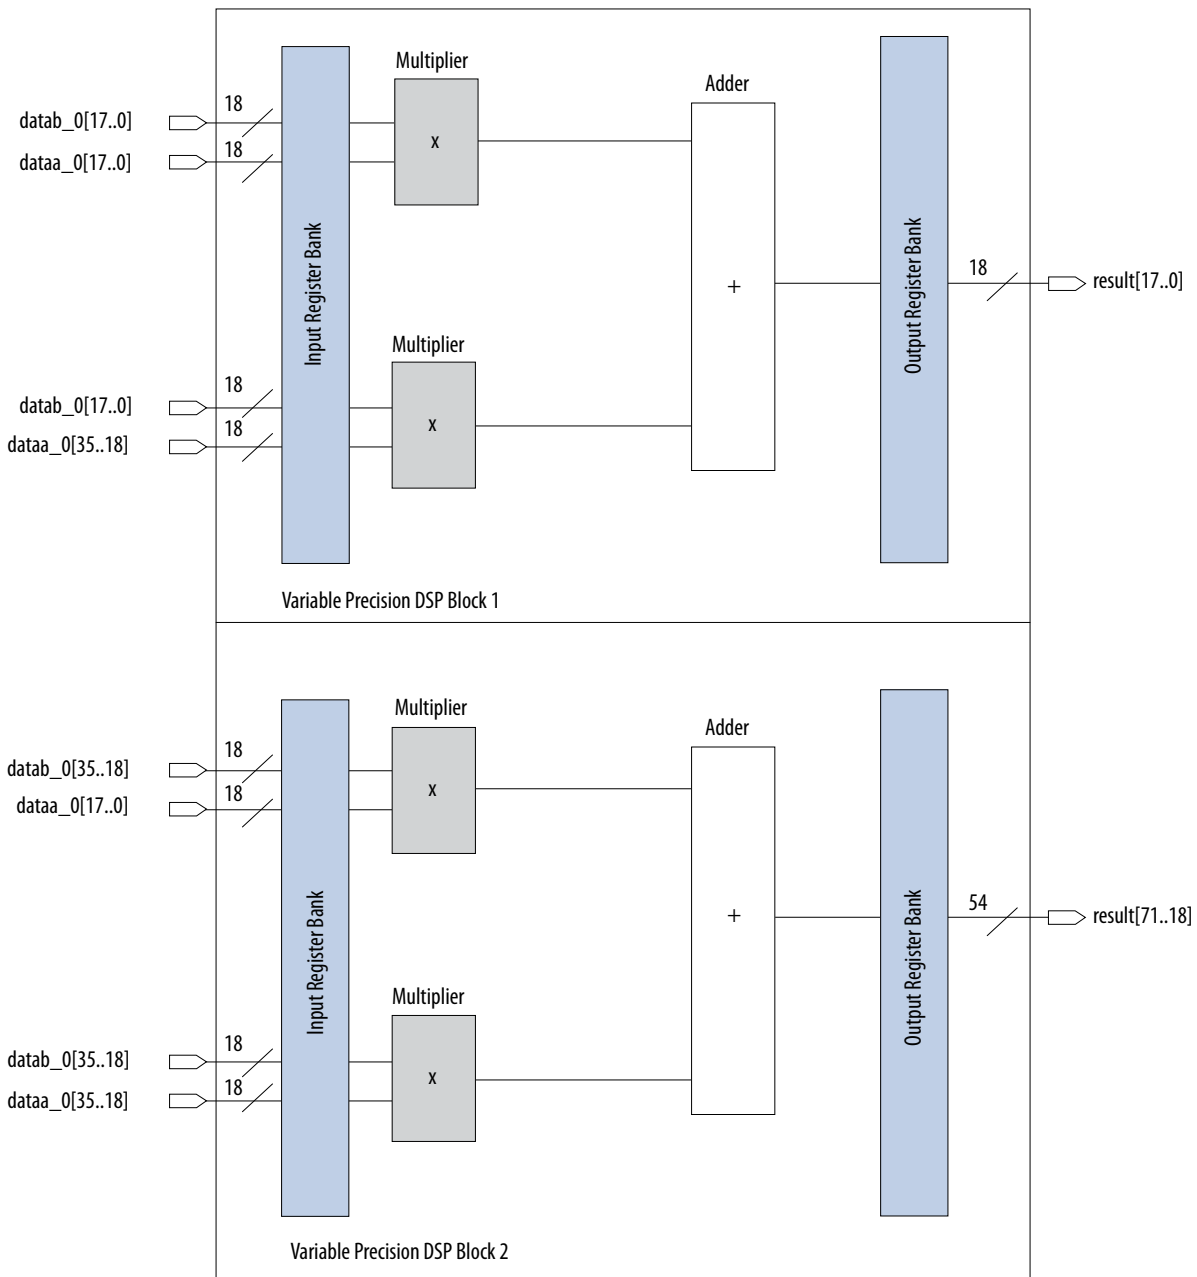 Multiplier
Adder
18
datab_0[17..0]
18
dataa_0[17..0]
x
Input Register Bank
Output Register Bank
18
result[17..0]
+
Multiplier
18
datab_0[17..0]
18
dataa_0[35..18]
x
Variable Precision DSP Block 1
Multiplier
Adder
18
datab_0[35..18]
18
dataa_0[17..0]
x
Input Register Bank
Output Register Bank
54
result[71..18]
+
Multiplier
18
datab_0[35..18]
18
dataa_0[35..18]
x
Variable Precision DSP Block 2